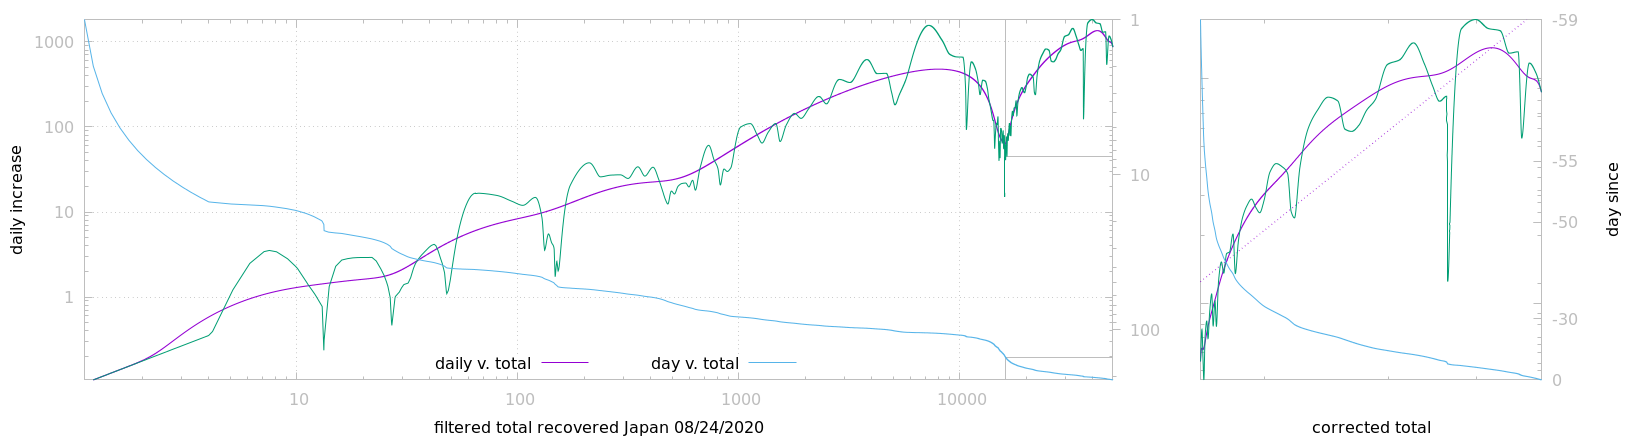 1000
100
10
1
daily increase
10
100
1000
10000
filtered total recovered Japan 08/24/2020
daily v. total
day v. total
1
10
100
-59
-55
-50
-30
0
day since
corrected total